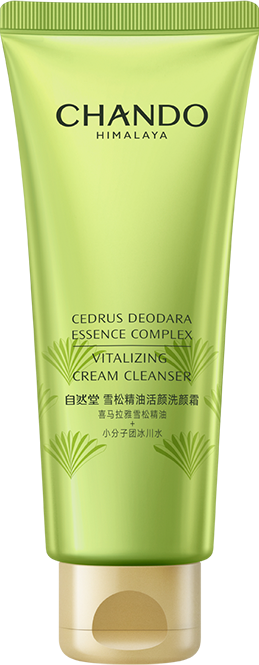 CHANDO
HIMALAYA
CEDRUS DEODARA
ESSENCE COMPLEX
VITALIZING
CREAM CLEANSER
自然堂 雪松精油活颜洗颜霜
喜马拉雅雪松精油
+
小分子团冰川水